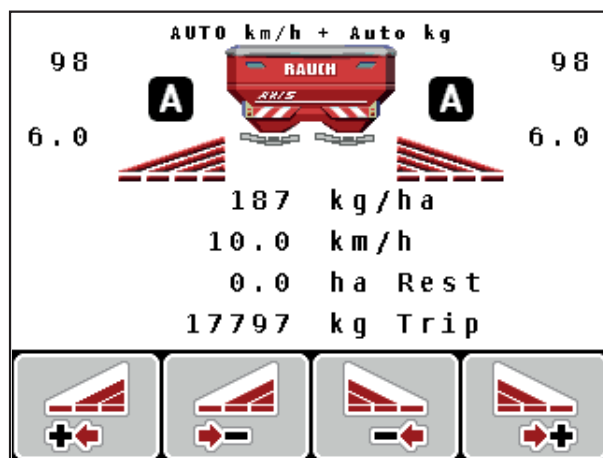 AUTO km/h + Auto kg
98 98
RAUCH
AXIS
A A
6.0 6.0
187 kg/ha
10.0 km/h
0.0 ha Rest
17797 kg Trip